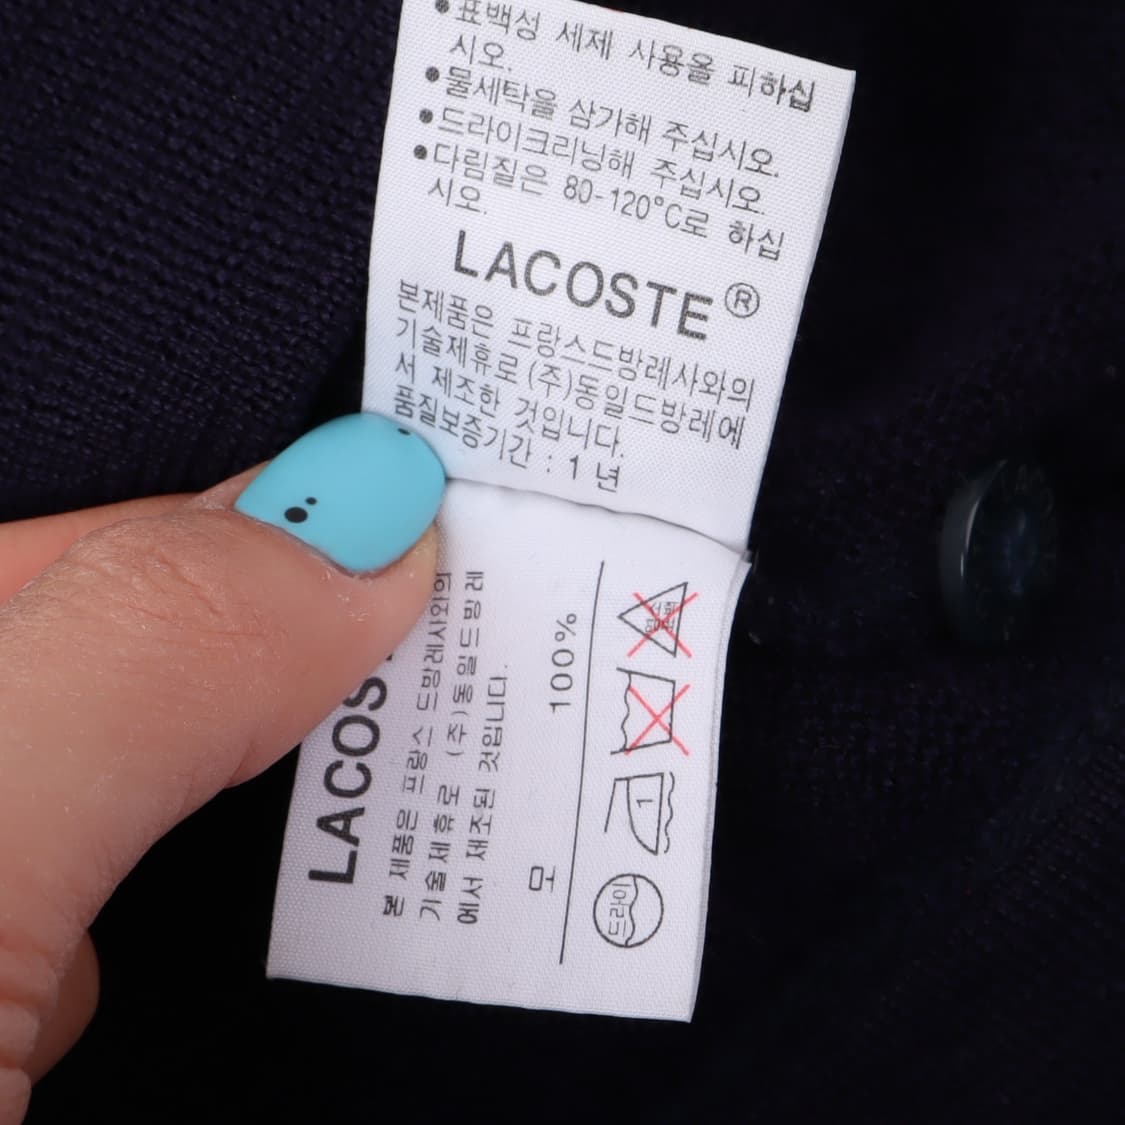 • 표백성 세제 사용올 피하십
시오.
• 물세탁을 삼가해 주십시오.
• 드라이크리닝해 주십시오.
• 다림질은 80-120°C로 하십
시오.
LACOSTE®
본제품은 프랑스드방레사와의
기술제휴로 (주)동일드방레에
서 제조한 것입니다.
품질보증기간 : 1 년
LACOS
본 제품은 프랑스 드방레사와의
기술제휴로 (주)동일드방레
에서 제조된 것입니다.
모 100%
1
드라이